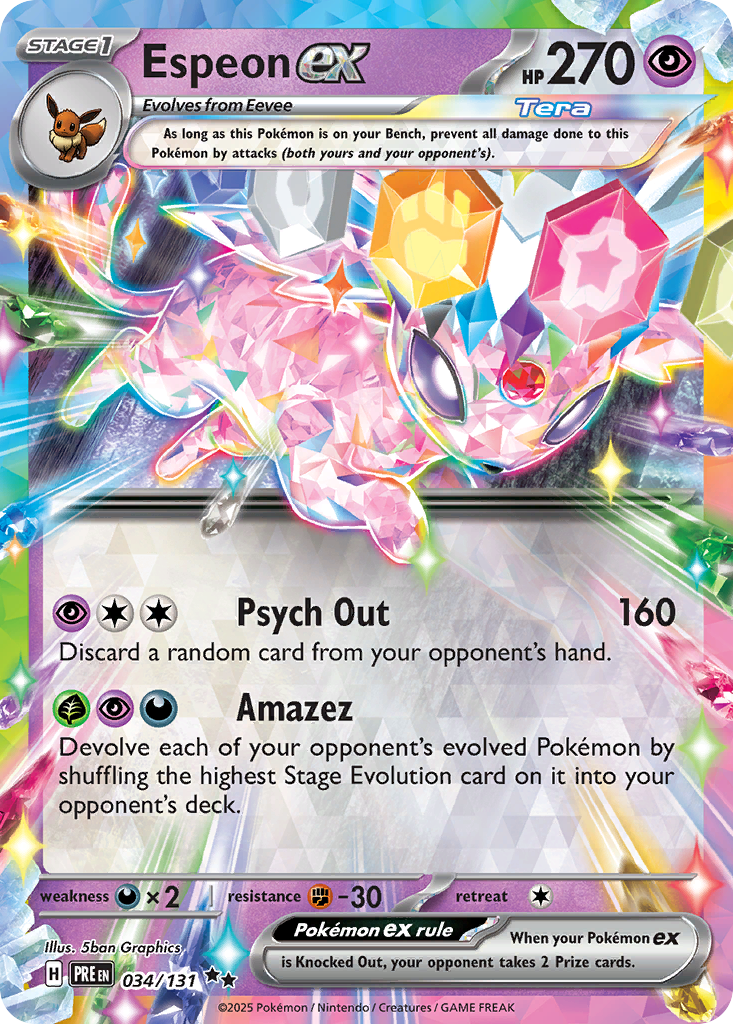 STAGE1
Espeon ex
HP 270
Evolves from Eevee
Tera
As long as this Pokémon is on your Bench, prevent all damage done to this
Pokémon by attacks (both yours and your opponent's).
Psych Out 160
Discard a random card from your opponent's hand.
Amazez
Devolve each of your opponent's evolved Pokémon by
shuffling the highest Stage Evolution card on it into your
opponent's deck.
weakness ×2 resistance -30 retreat
Pokémon ex rule
When your Pokémon ex
is Knocked Out, your opponent takes 2 Prize cards.
Illus. 5ban Graphics
H PRE EN 034/131
©2025 Pokémon / Nintendo / Creatures / GAME FREAK